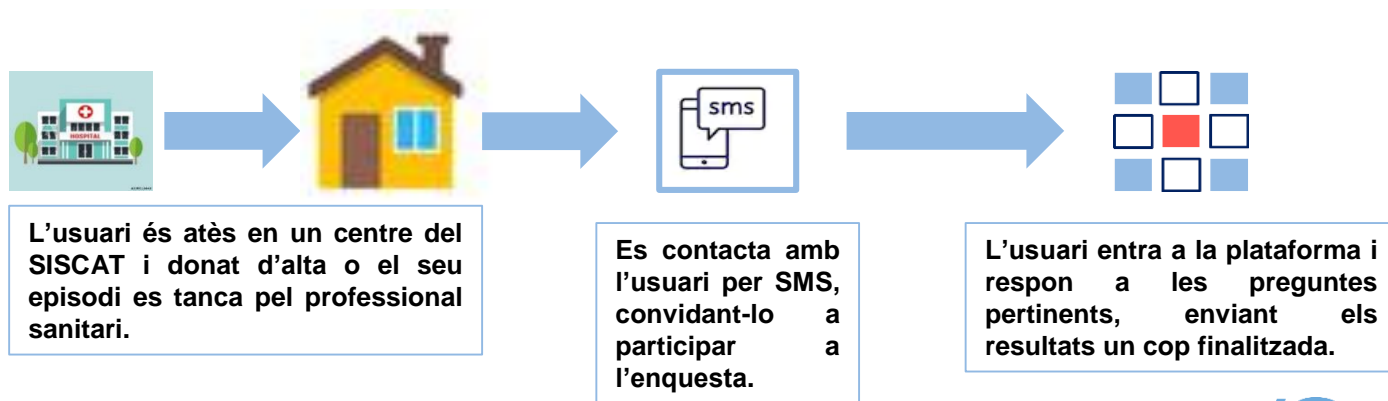 HOSPITAL
sms
L’usuari és atès en un centre del
SISCAT i donat d’alta o el seu
episodi es tanca pel professional
sanitari.
Es contacta amb
l’usuari per SMS,
convidant-lo a
participar a
l’enquesta.
L’usuari entra a la plataforma i
respon a les preguntes
pertinents, enviant els
resultats un cop finalitzada.